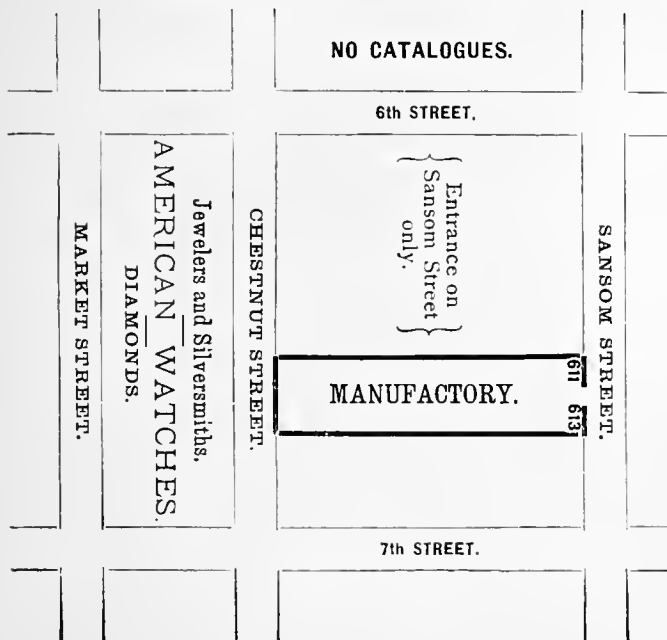 NO CATALOGUES.
6th STREET.
Entrance on
Sansom Street
only.
SANSOM STREET.
CHESTNUT STREET.
Jewelers and Silversmiths.
AMERICAN WATCHES.
DIAMONDS.
MARKET STREET.
MANUFACTORY.
611
613
7th STREET.